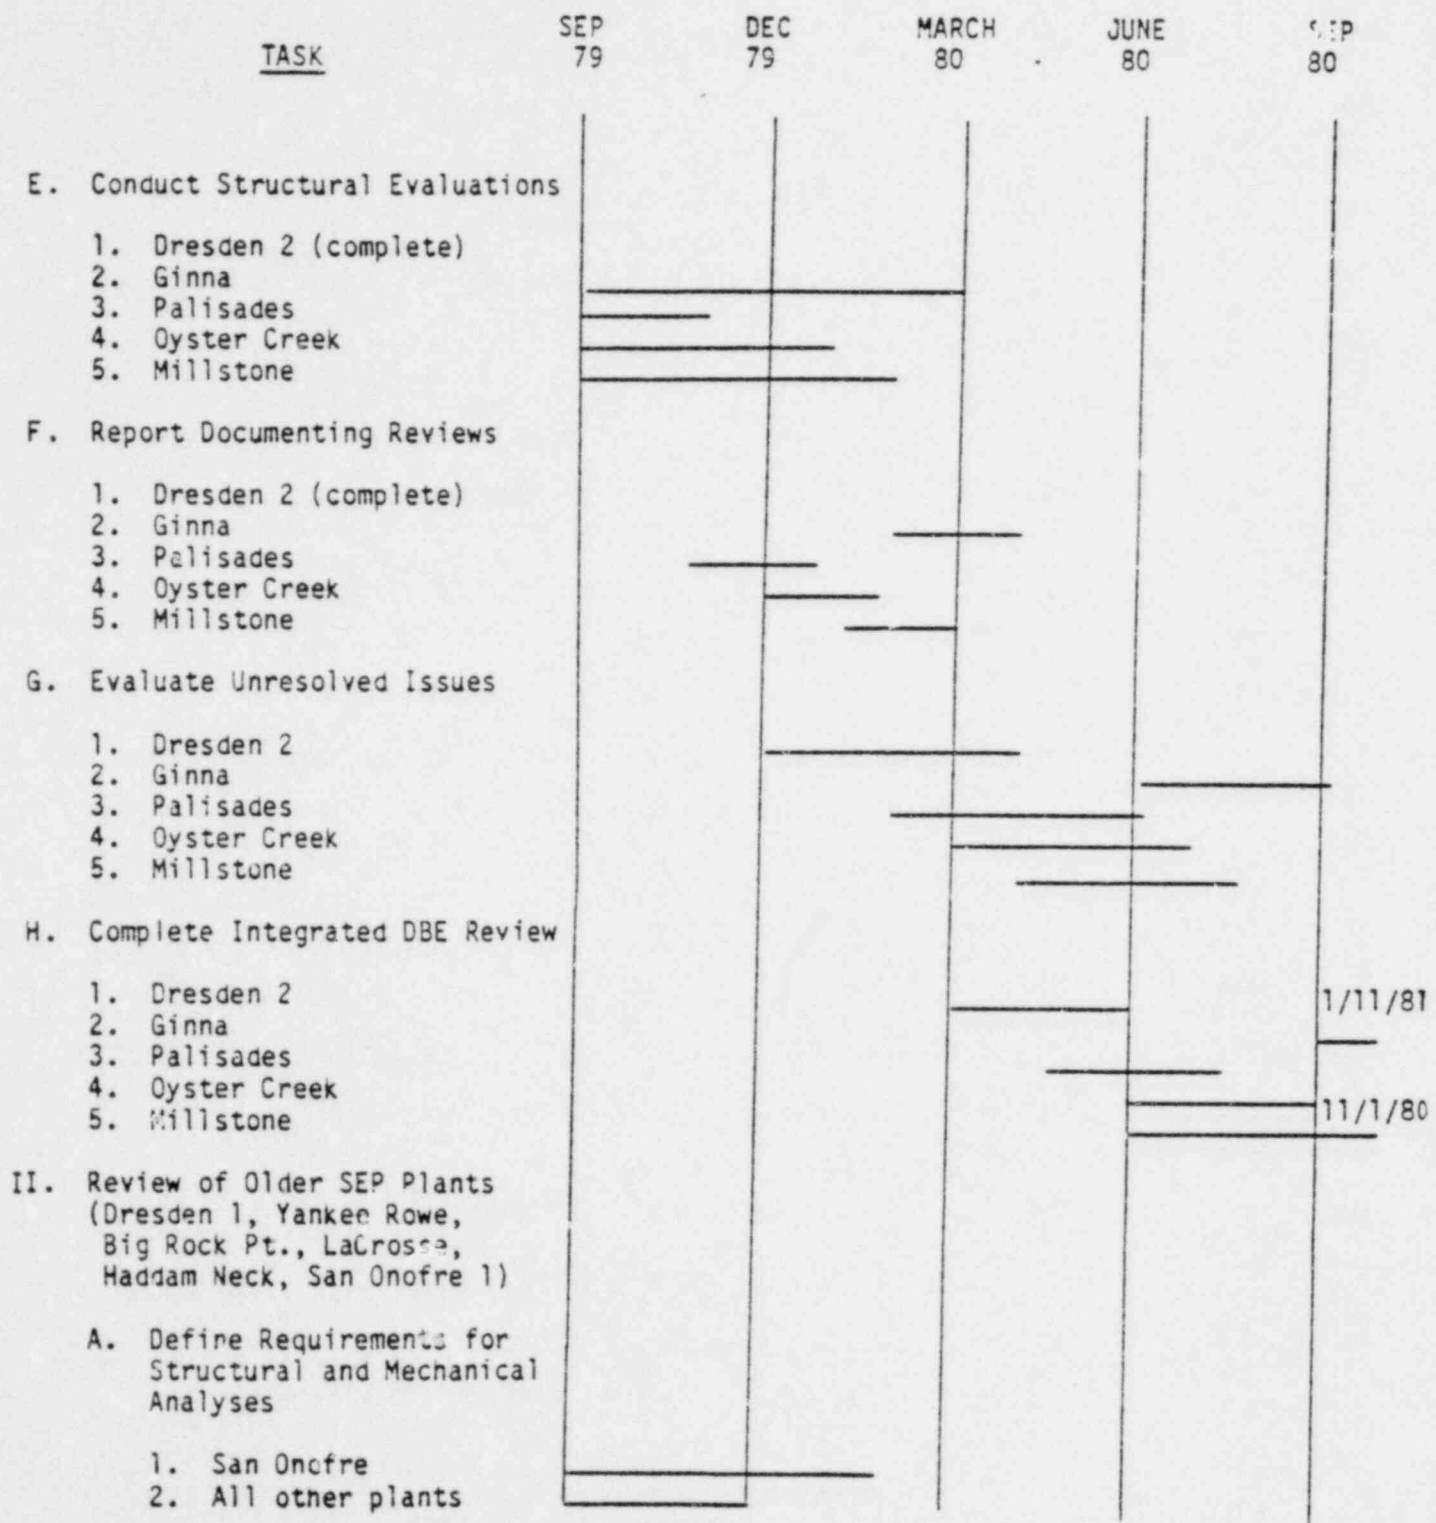 TASK SEP DEC MARCH JUNE SEP
79 79 80 80 80
E. Conduct Structural Evaluations
1. Dresden 2 (complete)
2. Ginna
3. Palisades
4. Oyster Creek
5. Millstone
F. Report Documenting Reviews
1. Dresden 2 (complete)
2. Ginna
3. Palisades
4. Oyster Creek
5. Millstone
G. Evaluate Unresolved Issues
1. Dresden 2
2. Ginna
3. Palisades
4. Oyster Creek
5. Millstone
H. Complete Integrated DBE Review
1. Dresden 2 1/11/81
2. Ginna
3. Palisades
4. Oyster Creek
5. Millstone 11/1/80
II. Review of Older SEP Plants
(Dresden 1, Yankee Rowe,
Big Rock Pt., LaCrosse,
Haddam Neck, San Onofre 1)
A. Define Requirements for
Structural and Mechanical
Analyses
1. San Onofre
2. All other plants